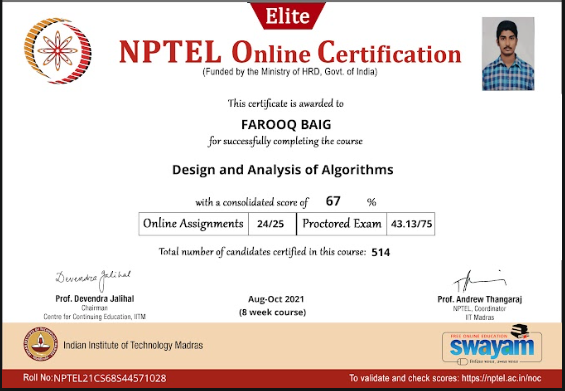 Elite
NPTEL Online Certification
(Funded by the Ministry of HRD, Govt. of India)
This certificate is awarded to
FAROOQ BAIG
for successfully completing the course
Design and Analysis of Algorithms
with a consolidated score of 67 %
Online Assignments 24/25 Proctored Exam 43.13/75
Total number of candidates certified in this course: 514
Devendra Jalihal
Prof. Devendra Jalihal
Chairman
Centre for Continuing Education, IITM
Aug-Oct 2021
(8 week course)
Prof. Andrew Thangaraj
NPTEL, Coordinator
IIT Madras
Indian Institute of Technology Madras
FREE ONLINE EDUCATION
swayam
Roll No:NPTEL21CS68S44571028
To validate and check scores: https://nptel.ac.in/noc